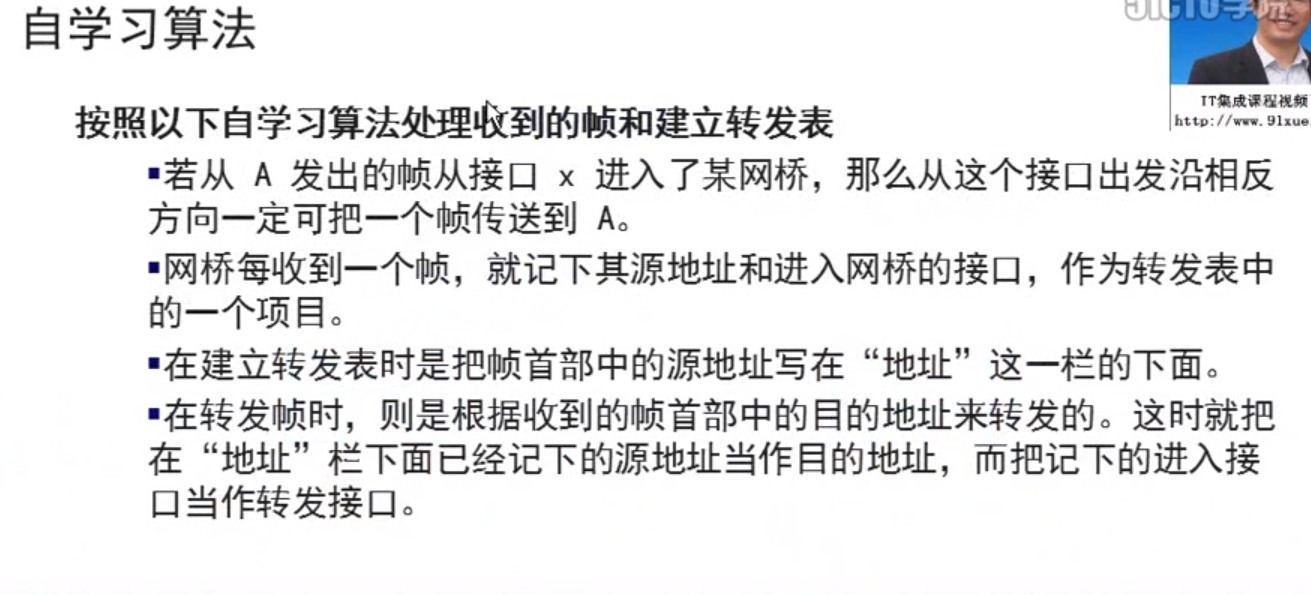 自学习算法
51CTO学院
IT集成课程视频
http://www.91xue
按照以下自学习算法处理收到的帧和建立转发表
▪若从 A 发出的帧从接口 x 进入了某网桥，那么从这个接口出发沿相反
方向一定可把一个帧传送到 A。
▪网桥每收到一个帧，就记下其源地址和进入网桥的接口，作为转发表中
的一个项目。
▪在建立转发表时是把帧首部中的源地址写在“地址”这一栏的下面。
▪在转发帧时，则是根据收到的帧首部中的目的地址来转发的。这时就把
在“地址”栏下面已经记下的源地址当作目的地址，而把记下的进入接
口当作转发接口。